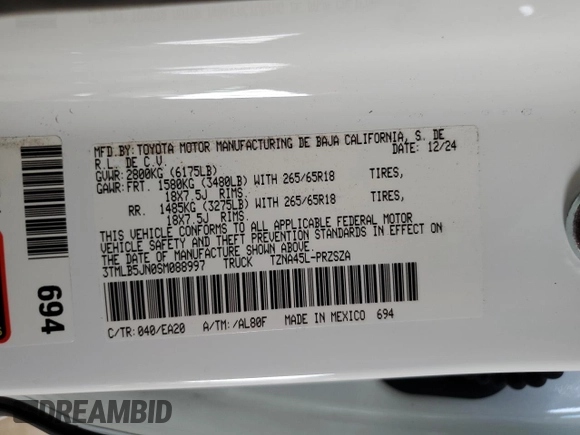 MFD.BY: TOYOTA MOTOR MANUFACTURING DE BAJA CALIFORNIA, S. DE
R.L. DE C.V. DATE: 12/24
GVWR: 2800KG (6175LB)
GAWR: FRT. 1580KG (3480LB) WITH 265/65R18 TIRES,
18X7.5J RIMS.
RR. 1485KG (3275LB) WITH 265/65R18 TIRES,
18X7.5J RIMS.
THIS VEHICLE CONFORMS TO ALL APPLICABLE FEDERAL MOTOR
VEHICLE SAFETY AND THEFT PREVENTION STANDARDS IN EFFECT ON
THE DATE OF MANUFACTURE SHOWN ABOVE.
3TMLB5JN0SM088997 TRUCK TZNA45L-PRZSZA
C/TR: 040/EA20 A/TM: /AL80F MADE IN MEXICO 694
694
DREAMBID